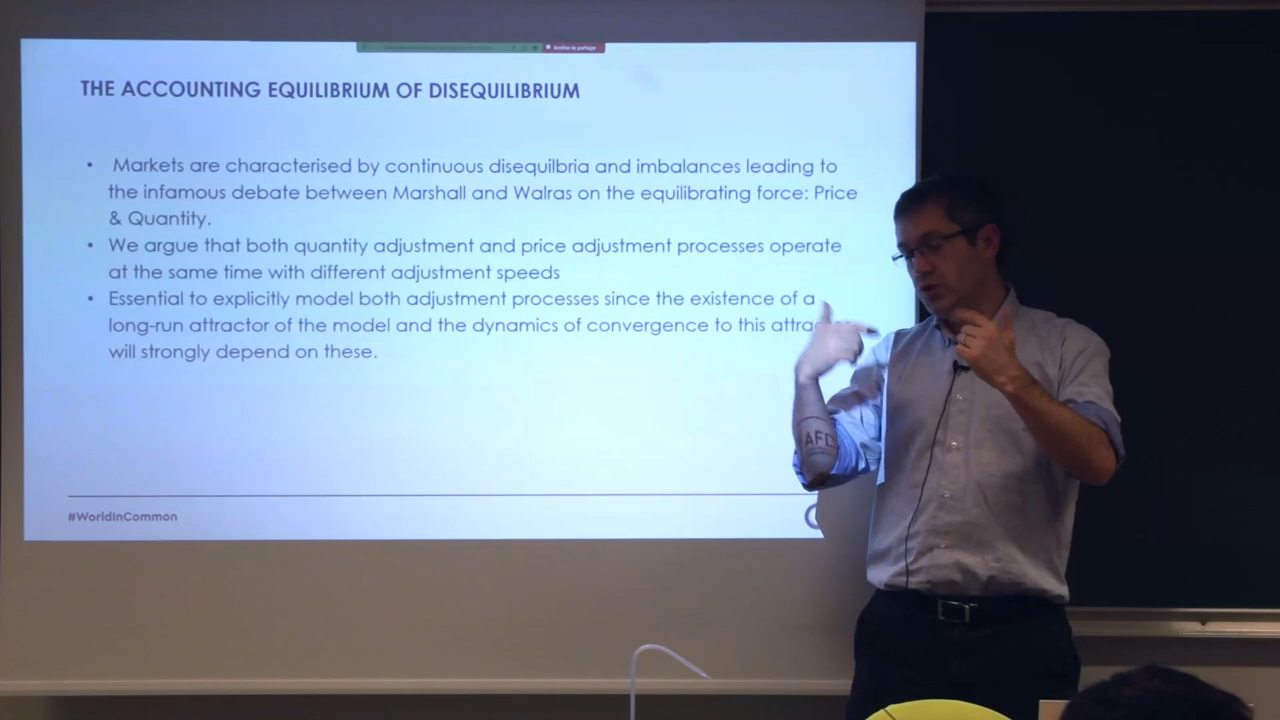 Arrêter le partage
THE ACCOUNTING EQUILIBRIUM OF DISEQUILIBRIUM
• Markets are characterised by continuous disequilbria and imbalances leading to
the infamous debate between Marshall and Walras on the equilibrating force: Price
& Quantity.
• We argue that both quantity adjustment and price adjustment processes operate
at the same time with different adjustment speeds
• Essential to explicitly model both adjustment processes since the existence of a
long-run attractor of the model and the dynamics of convergence to this
will strongly depend on these.
AFD
#WorldInCommon